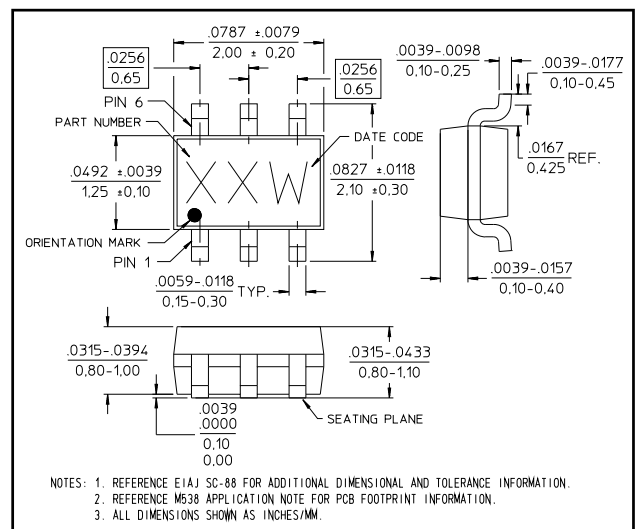 .0787 ±.0079
2,00 ± 0,20
.0256
0.65
.0256
0.65
PIN 6
PART NUMBER
DATE CODE
XXW
.0492 ±.0039
1,25 ±0,10
.0827 ±.0118
2,10 ±0,30
ORIENTATION MARK
PIN 1
.0059-.0118
0,15-0,30
TYP.
.0039-.0098
0,10-0,25
.0039-.0177
0,10-0,45
.0167
0,425
REF.
.0039-.0157
0,10-0,40
.0315-.0394
0,80-1,00
.0315-.0433
0,80-1,10
.0039
.0000
0,10
0,00
SEATING PLANE
NOTES: 1. REFERENCE EIAJ SC-88 FOR ADDITIONAL DIMENSIONAL AND TOLERANCE INFORMATION.
2. REFERENCE M538 APPLICATION NOTE FOR PCB FOOTPRINT INFORMATION.
3. ALL DIMENSIONS SHOWN AS INCHES/MM.